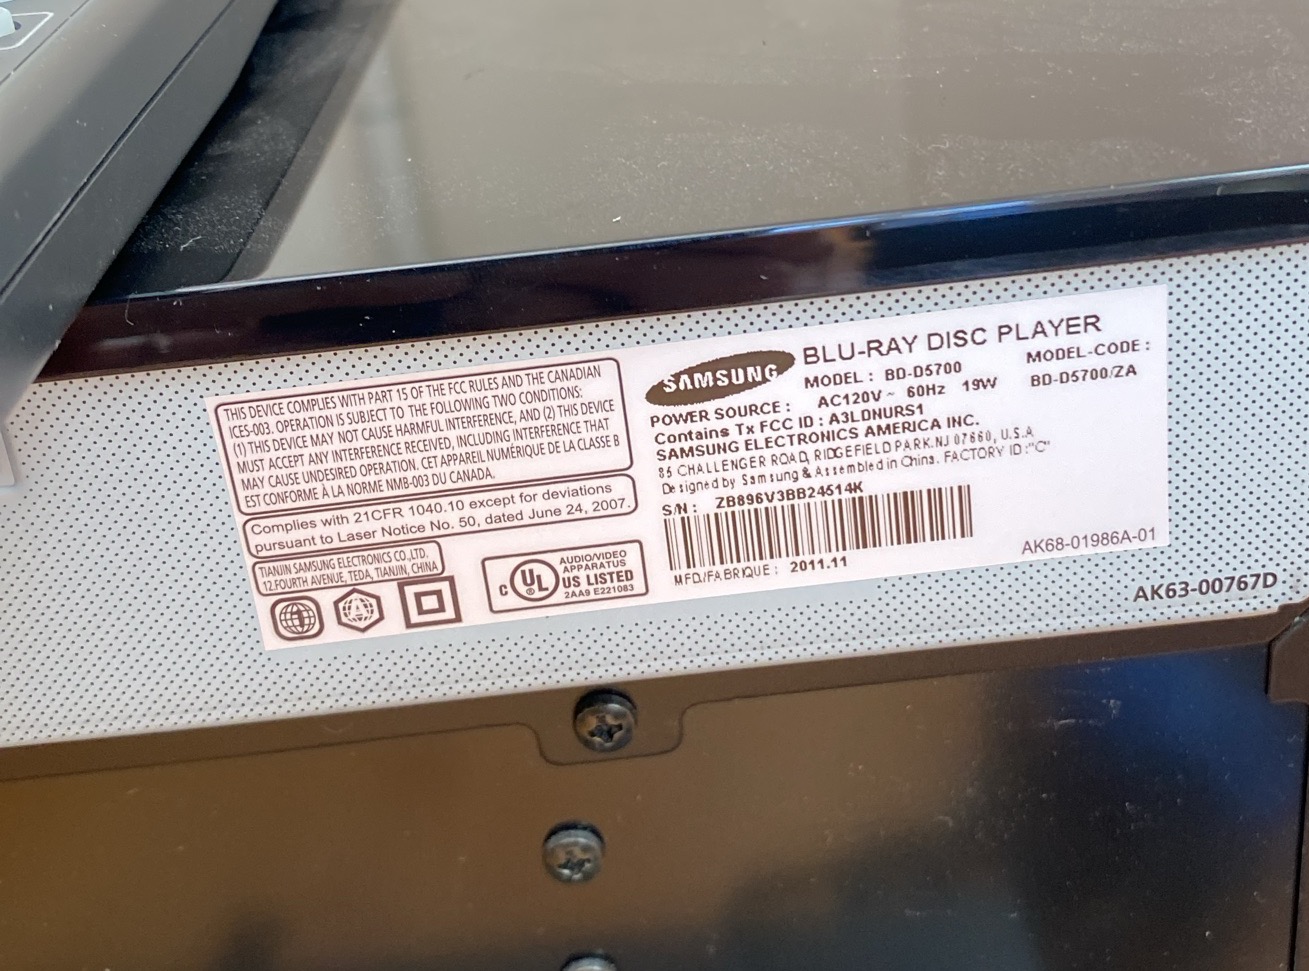 THIS DEVICE COMPLIES WITH PART 15 OF THE FCC RULES AND THE CANADIAN
ICES-003. OPERATION IS SUBJECT TO THE FOLLOWING TWO CONDITIONS:
(1) THIS DEVICE MAY NOT CAUSE HARMFUL INTERFERENCE, AND (2) THIS DEVICE
MUST ACCEPT ANY INTERFERENCE RECEIVED, INCLUDING INTERFERENCE THAT
MAY CAUSE UNDESIRED OPERATION. CET APPAREIL NUMÉRIQUE DE LA CLASSE B
EST CONFORME À LA NORME NMB-003 DU CANADA.
Complies with 21CFR 1040.10 except for deviations
pursuant to Laser Notice No. 50, dated June 24, 2007.
TIANJIN SAMSUNG ELECTRONICS CO.,LTD.
12.FOURTH AVENUE, TEDA, TIANJIN, CHINA
C UL
AUDIO/VIDEO
APPARATUS
US LISTED
2AA9 E221083
SAMSUNG
BLU-RAY DISC PLAYER
MODEL : BD-D5700
MODEL-CODE :
BD-D5700/ZA
POWER SOURCE : AC120V ~ 60Hz 19W
Contains Tx FCC ID : A3LDNURS1
SAMSUNG ELECTRONICS AMERICA INC.
85 CHALLENGER ROAD, RIDGEFIELD PARK.NJ 07660, U.S.A
Designed by Samsung & Assembled in China. FACTORY ID :"C"
S/N : ZB896V3BB24514K
MFD./FABRIQUE : 2011.11
AK68-01986A-01
AK63-00767D